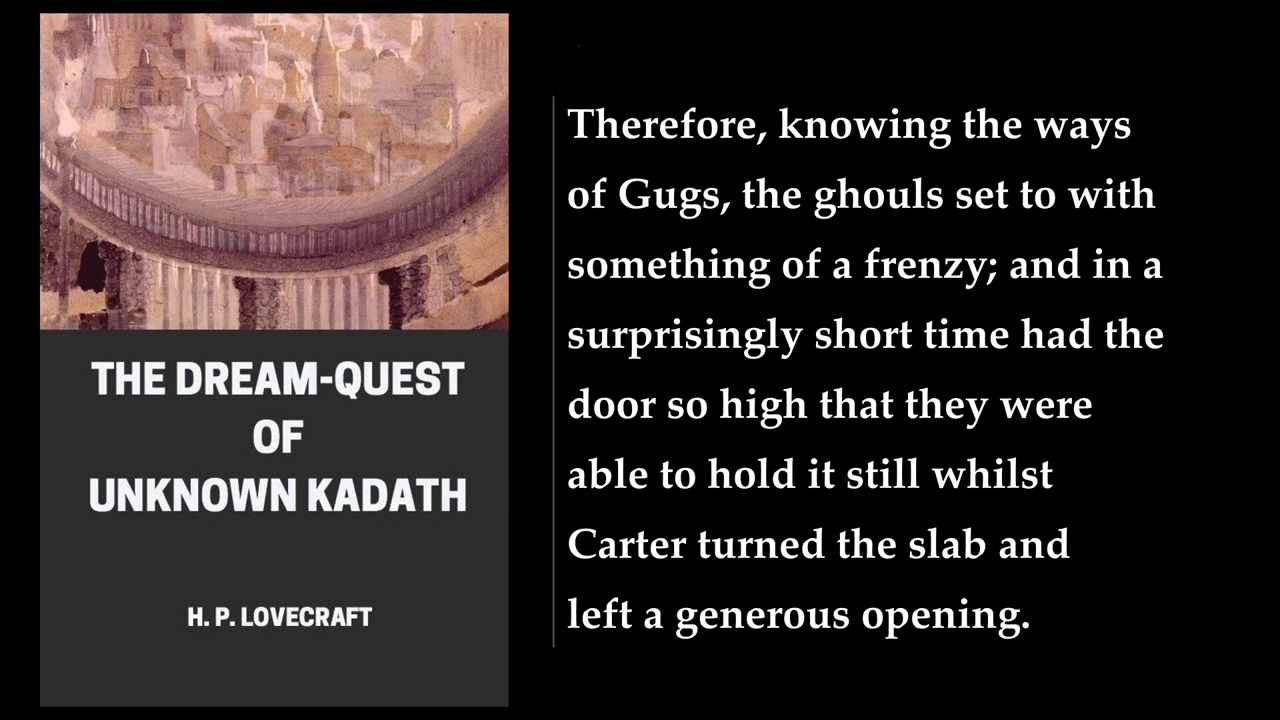 THE DREAM-QUEST
OF
UNKNOWN KADATH
H. P. LOVECRAFT
Therefore, knowing the ways
of Gugs, the ghouls set to with
something of a frenzy; and in a
surprisingly short time had the
door so high that they were
able to hold it still whilst
Carter turned the slab and
left a generous opening.